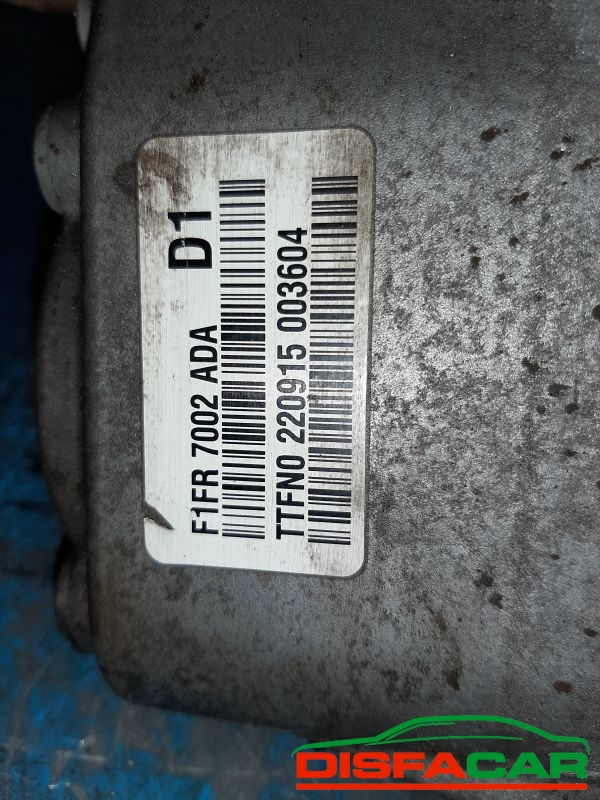 D1
F1FR 7002 ADA
TTFN0 220915 003604
DISFACAR